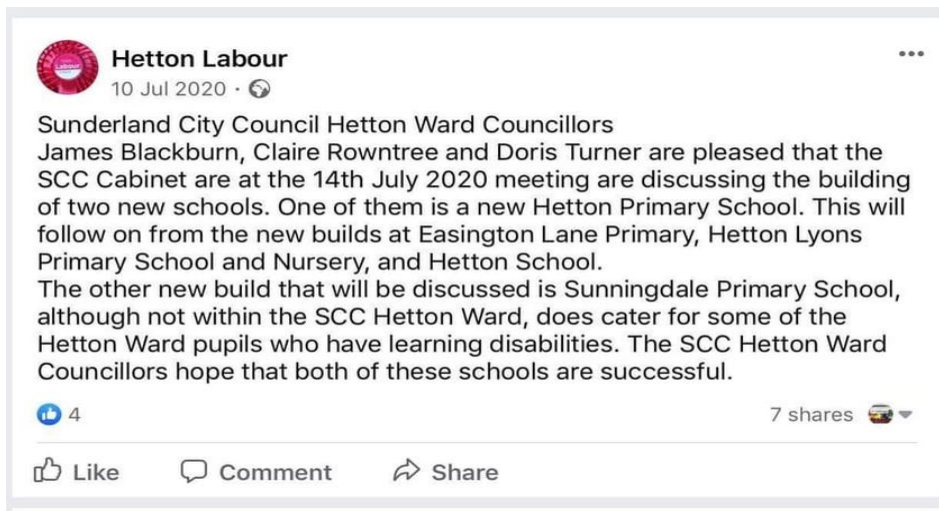 Hetton Labour
10 Jul 2020 ·
Sunderland City Council Hetton Ward Councillors
James Blackburn, Claire Rowntree and Doris Turner are pleased that the
SCC Cabinet are at the 14th July 2020 meeting are discussing the building
of two new schools. One of them is a new Hetton Primary School. This will
follow on from the new builds at Easington Lane Primary, Hetton Lyons
Primary School and Nursery, and Hetton School.
The other new build that will be discussed is Sunningdale Primary School,
although not within the SCC Hetton Ward, does cater for some of the
Hetton Ward pupils who have learning disabilities. The SCC Hetton Ward
Councillors hope that both of these schools are successful.
4
7 shares
Like
Comment
Share